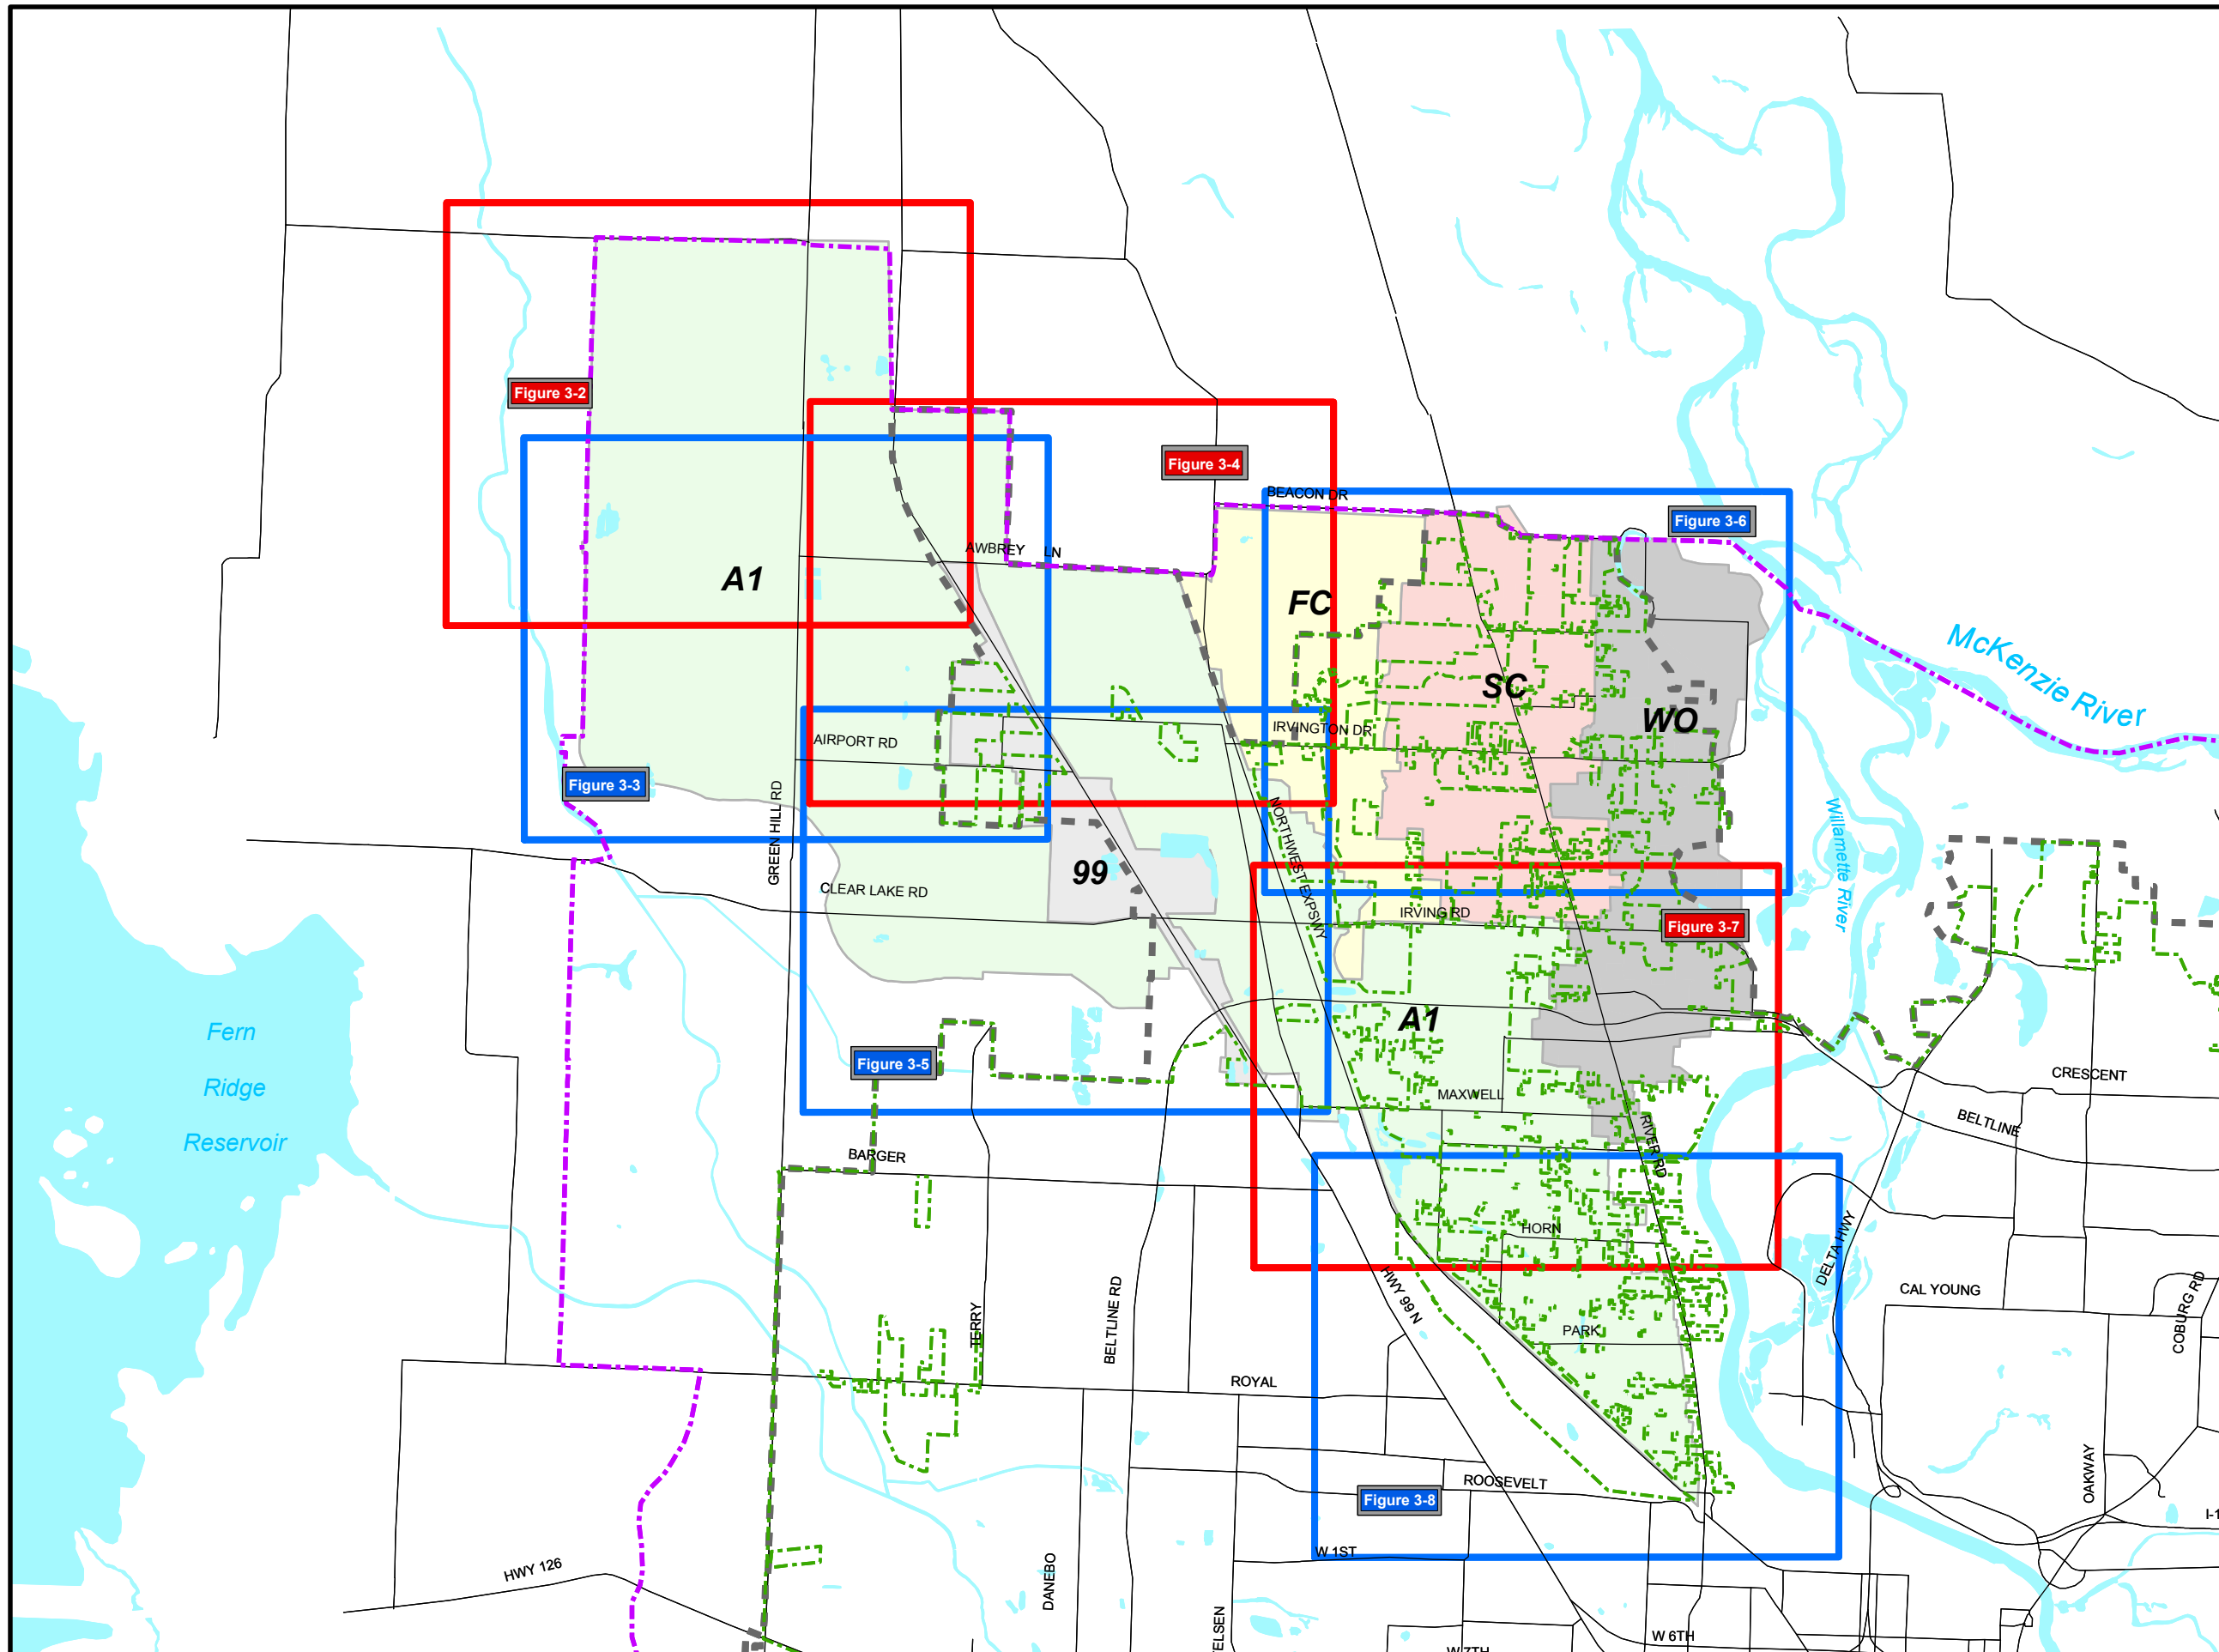 Figure 3-2
Figure 3-4
BEACON DR
Figure 3-6
AWBREY LN
A1
FC
McKenzie River
SC
WO
IRVINGTON DR
AIRPORT RD
Figure 3-3
GREEN HILL RD
NORTHWEST EXPSWY
Willamette River
99
CLEAR LAKE RD
IRVING RD
Figure 3-7
Fern
Ridge
Reservoir
A1
Figure 3-5
CRESCENT
MAXWELL
BELTLINE
RIVER RD
BARGER
HORN
DELTA HWY
HWY 99 N
CAL YOUNG
COBURG RD
TERRY
BELTLINE RD
PARK
ROYAL
OAKWAY
ROOSEVELT
Figure 3-8
I-1
W 1ST
HWY 126
DANEBO
ELSEN
W 6TH
W 7TH